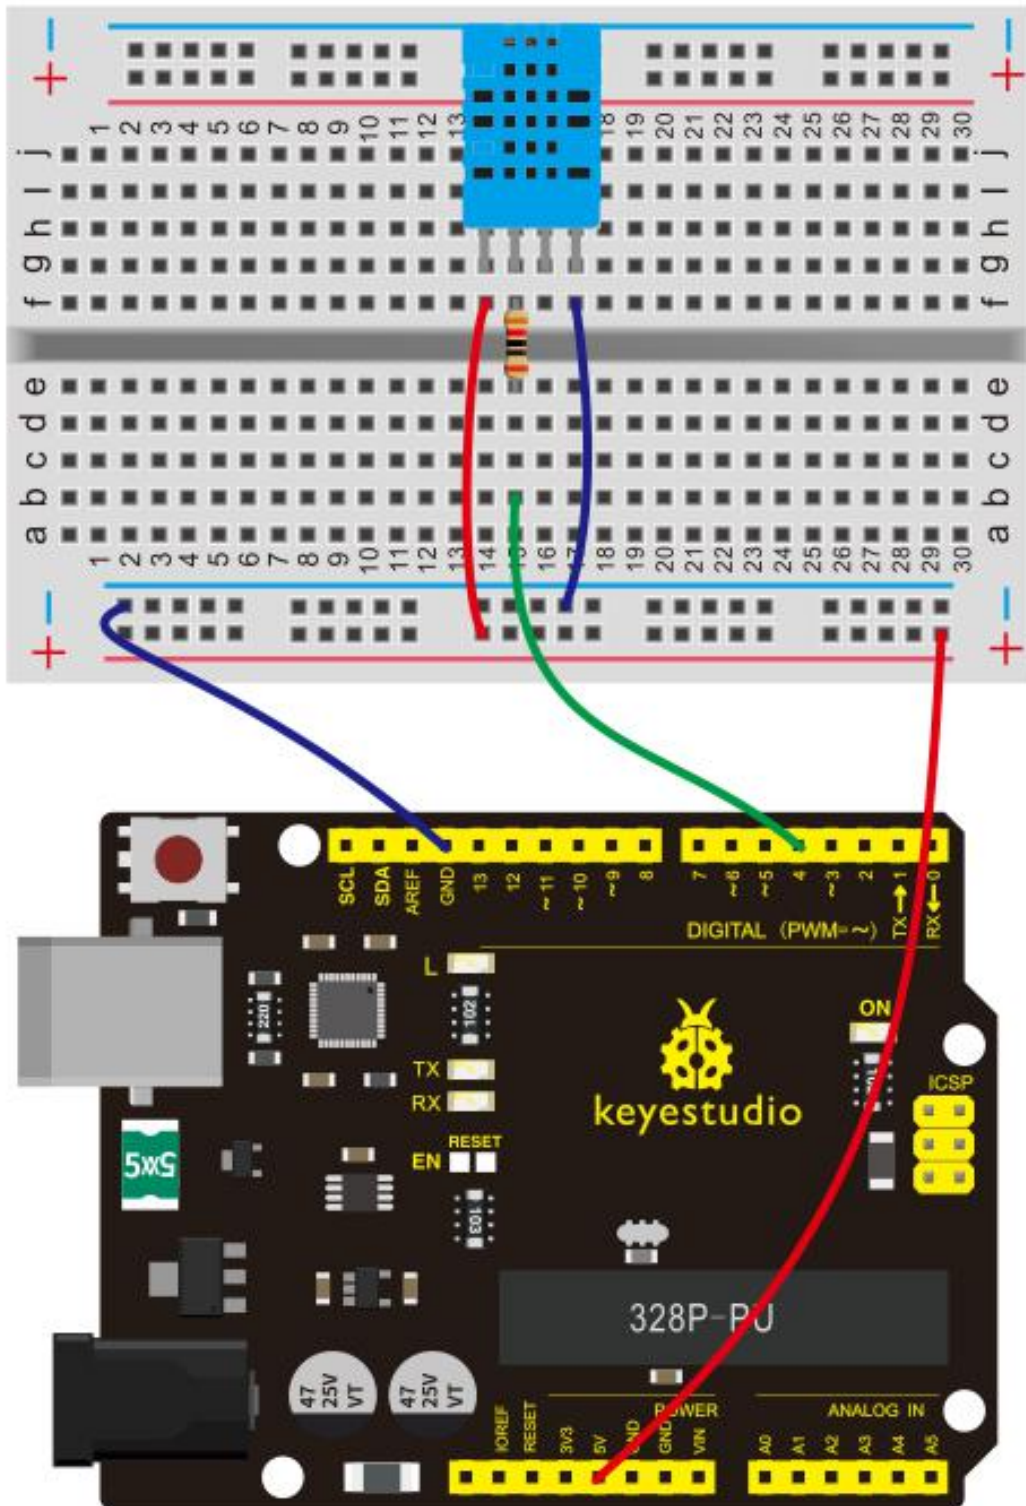 − −
+ +
1 2 3 4 5 6 7 8 9 10 11 12 13 18 19 20 21 22 23 24 25 26 27 28 29 30
j j
l l
h h
g g
f f
e e
d d
c c
b b
a a
1 2 3 4 5 6 7 8 9 10 11 12 13 14 15 16 17 18 19 20 21 22 23 24 25 26 27 28 29 30
− −
+ +
SCL SDA AREF GND 13 12 ~11 ~10 ~9 8 7 ~6 ~5 4 ~3 2 TX→1 RX←0
DIGITAL (PWM=~)
L
220
102
ON
TX
ICSP
RX
keyestudio
RESET
EN
5XX5
103
328P-PU
47 25V VT
47 25V VT
POWER
ANALOG IN
IOREF RESET 3V3 5V GND GND VIN A0 A1 A2 A3 A4 A5